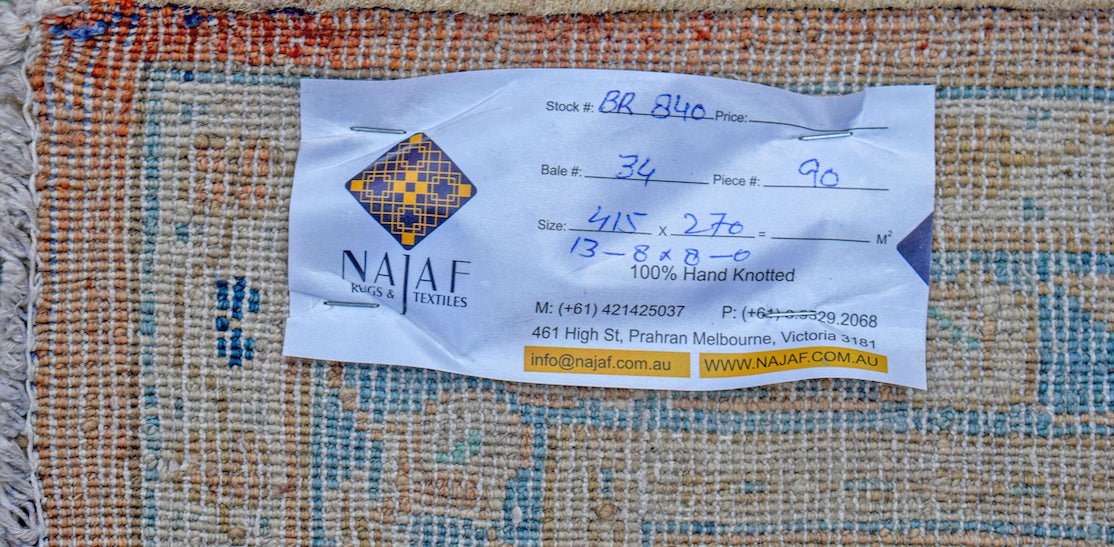 Stock #: BR 840 Price:
Bale #: 34 Piece #: 90
Size: 415 x 270 = M²
13-8 x 8-0
100% Hand Knotted
NAJAF
RUGS & TEXTILES
M: (+61) 421425037 P: (+61) 3.9329.2068
461 High St, Prahran Melbourne, Victoria 3181
info@najaf.com.au WWW.NAJAF.COM.AU